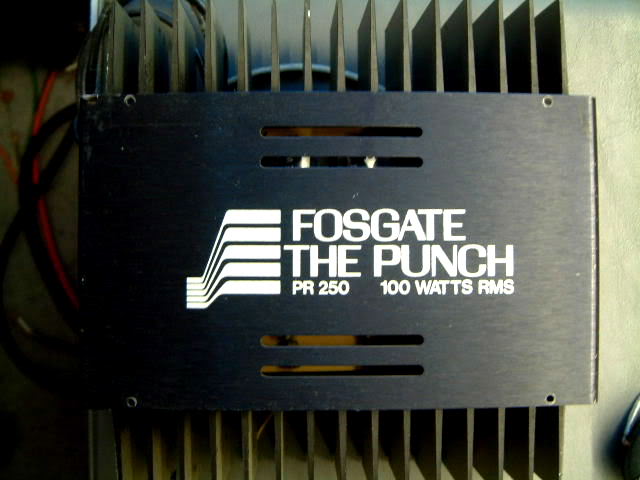 FOSGATE
THE PUNCH
PR 250 100 WATTS RMS